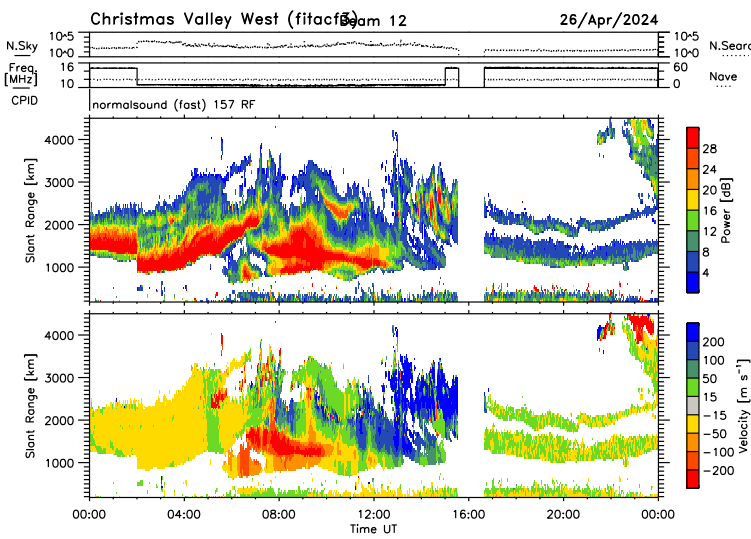 Christmas Valley West (fitacf3)
Beam 12
26/Apr/2024
N.Sky
10^5
10^0
10^5
10^0
N.Searc
Freq.
[MHz]
16
10
60
0
Nave
CPID
normalsound (fast) 157 RF
Slant Range [km]
4000
3000
2000
1000
28
24
20
16
12
8
4
Power [dB]
Slant Range [km]
4000
3000
2000
1000
200
100
50
15
-15
-50
-100
-200
Velocity [m s⁻¹]
00:00 04:00 08:00 12:00 16:00 20:00 00:00
Time UT